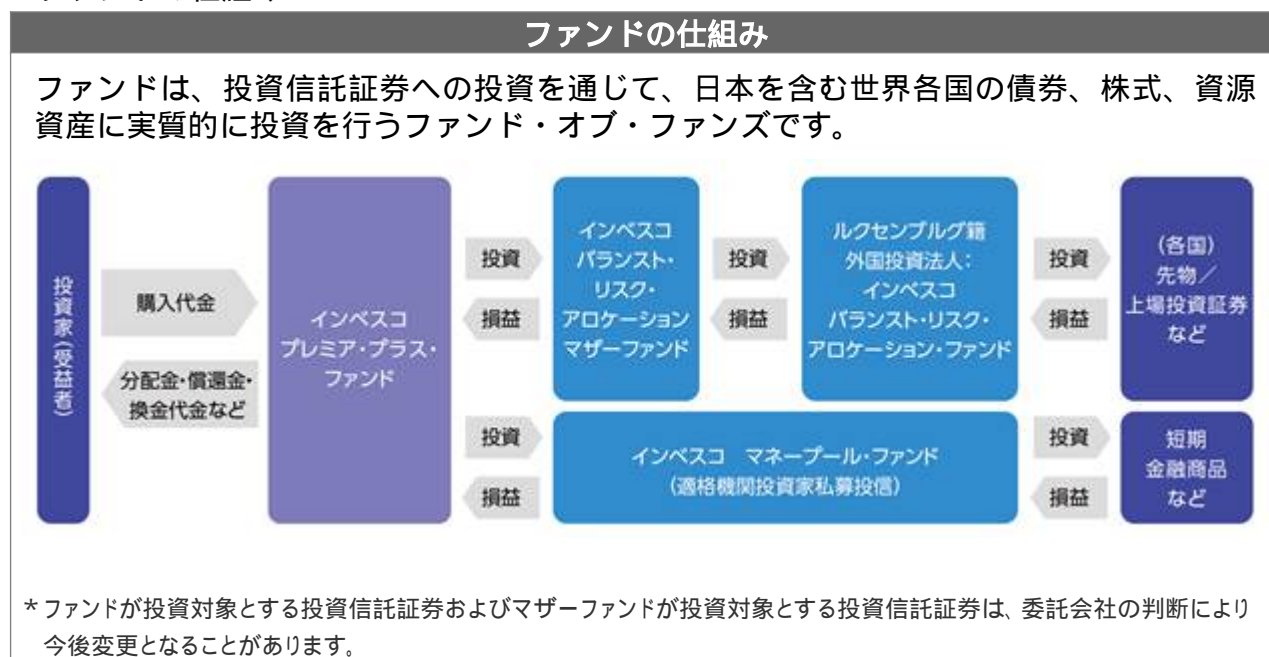 ファンドの仕組み
ファンドは、投資信託証券への投資を通じて、日本を含む世界各国の債券、株式、資源
資産に実質的に投資を行うファンド・オブ・ファンズです。
投資家(受益者)
購入代金
分配金・償還金・
換金代金など
インベスコ
プレミア・プラス・
ファンド
投資
損益
インベスコ
バランスト・
リスク・
アロケーション
マザーファンド
投資
損益
ルクセンブルグ籍
外国投資法人:
インベスコ
バランスト・リスク・
アロケーション・ファンド
投資
損益
(各国)
先物/
上場投資証券
など
投資
損益
インベスコ マネープール・ファンド
(適格機関投資家私募投信)
投資
損益
短期
金融商品
など
*ファンドが投資対象とする投資信託証券およびマザーファンドが投資対象とする投資信託証券は、委託会社の判断により
今後変更となることがあります。